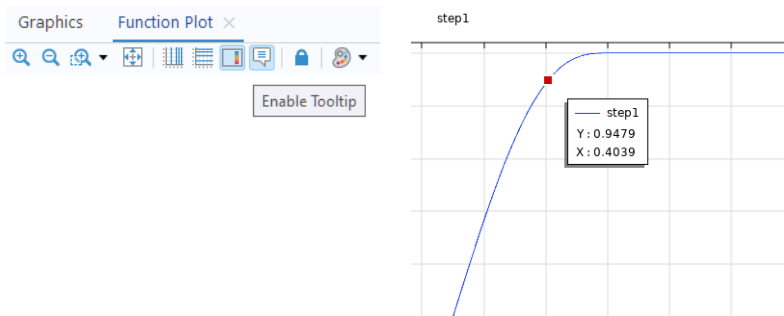 Graphics Function Plot
Enable Tooltip
step1
step1
Y : 0.9479
X : 0.4039